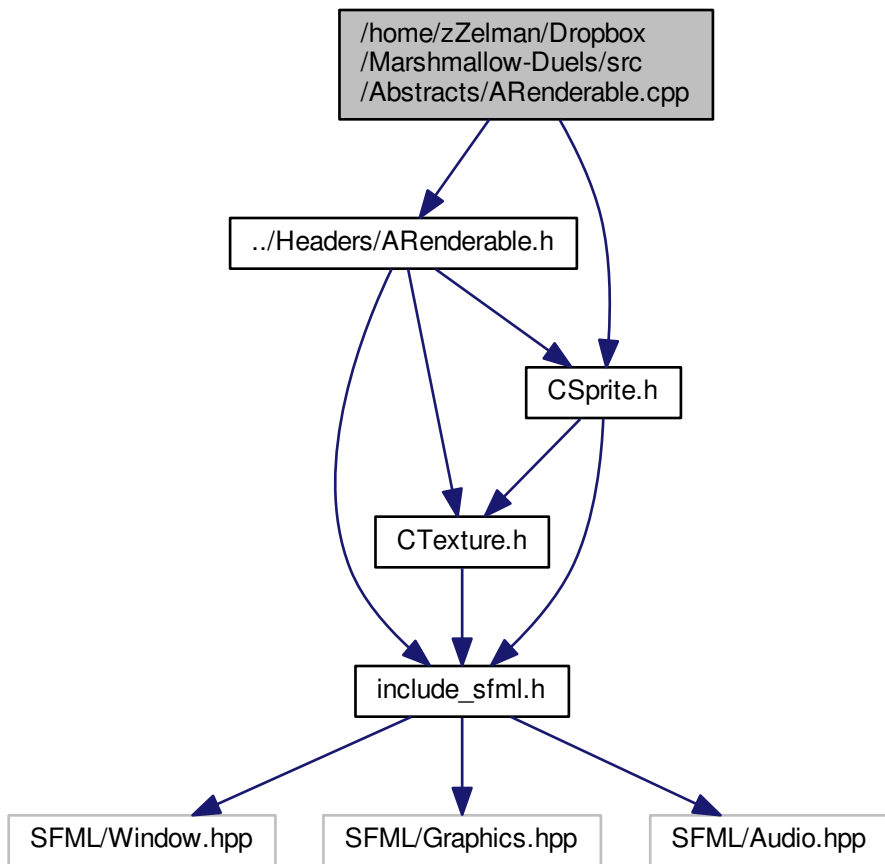 /home/zZelman/Dropbox
/Marshmallow-Duels/src
/Abstracts/ARenderable.cpp
../Headers/ARenderable.h
CSprite.h
CTexture.h
include_sfml.h
SFML/Window.hpp
SFML/Graphics.hpp
SFML/Audio.hpp